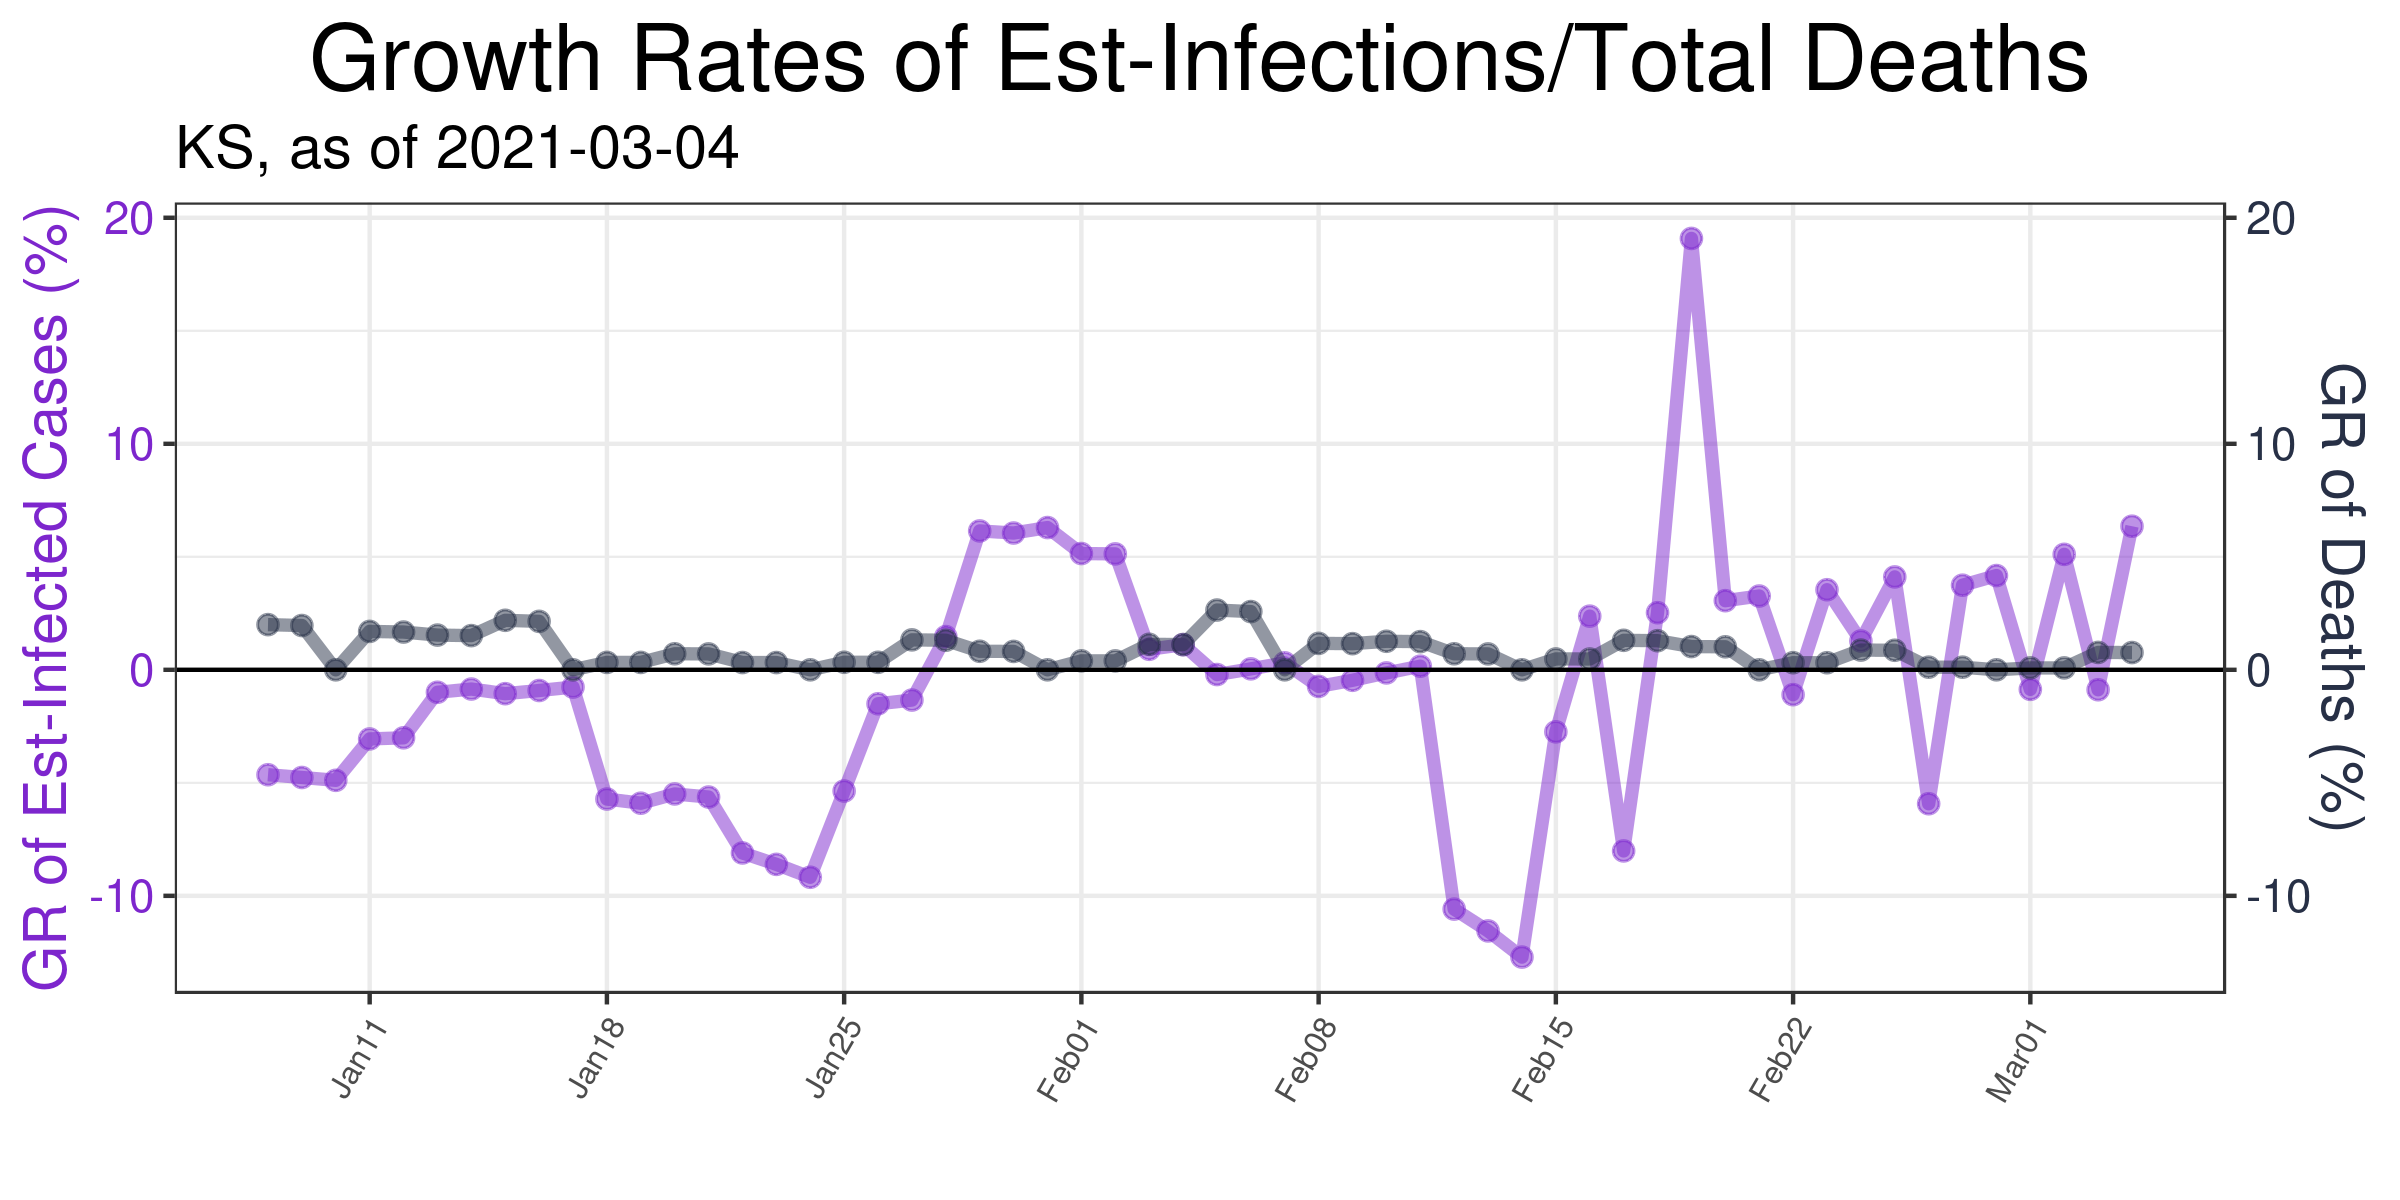 Growth Rates of Est-Infections/Total Deaths
KS, as of 2021-03-04
GR of Est-Infected Cases (%)
20
10
0
-10
20
10
0
-10
GR of Deaths (%)
Jan11
Jan18
Jan25
Feb01
Feb08
Feb15
Feb22
Mar01